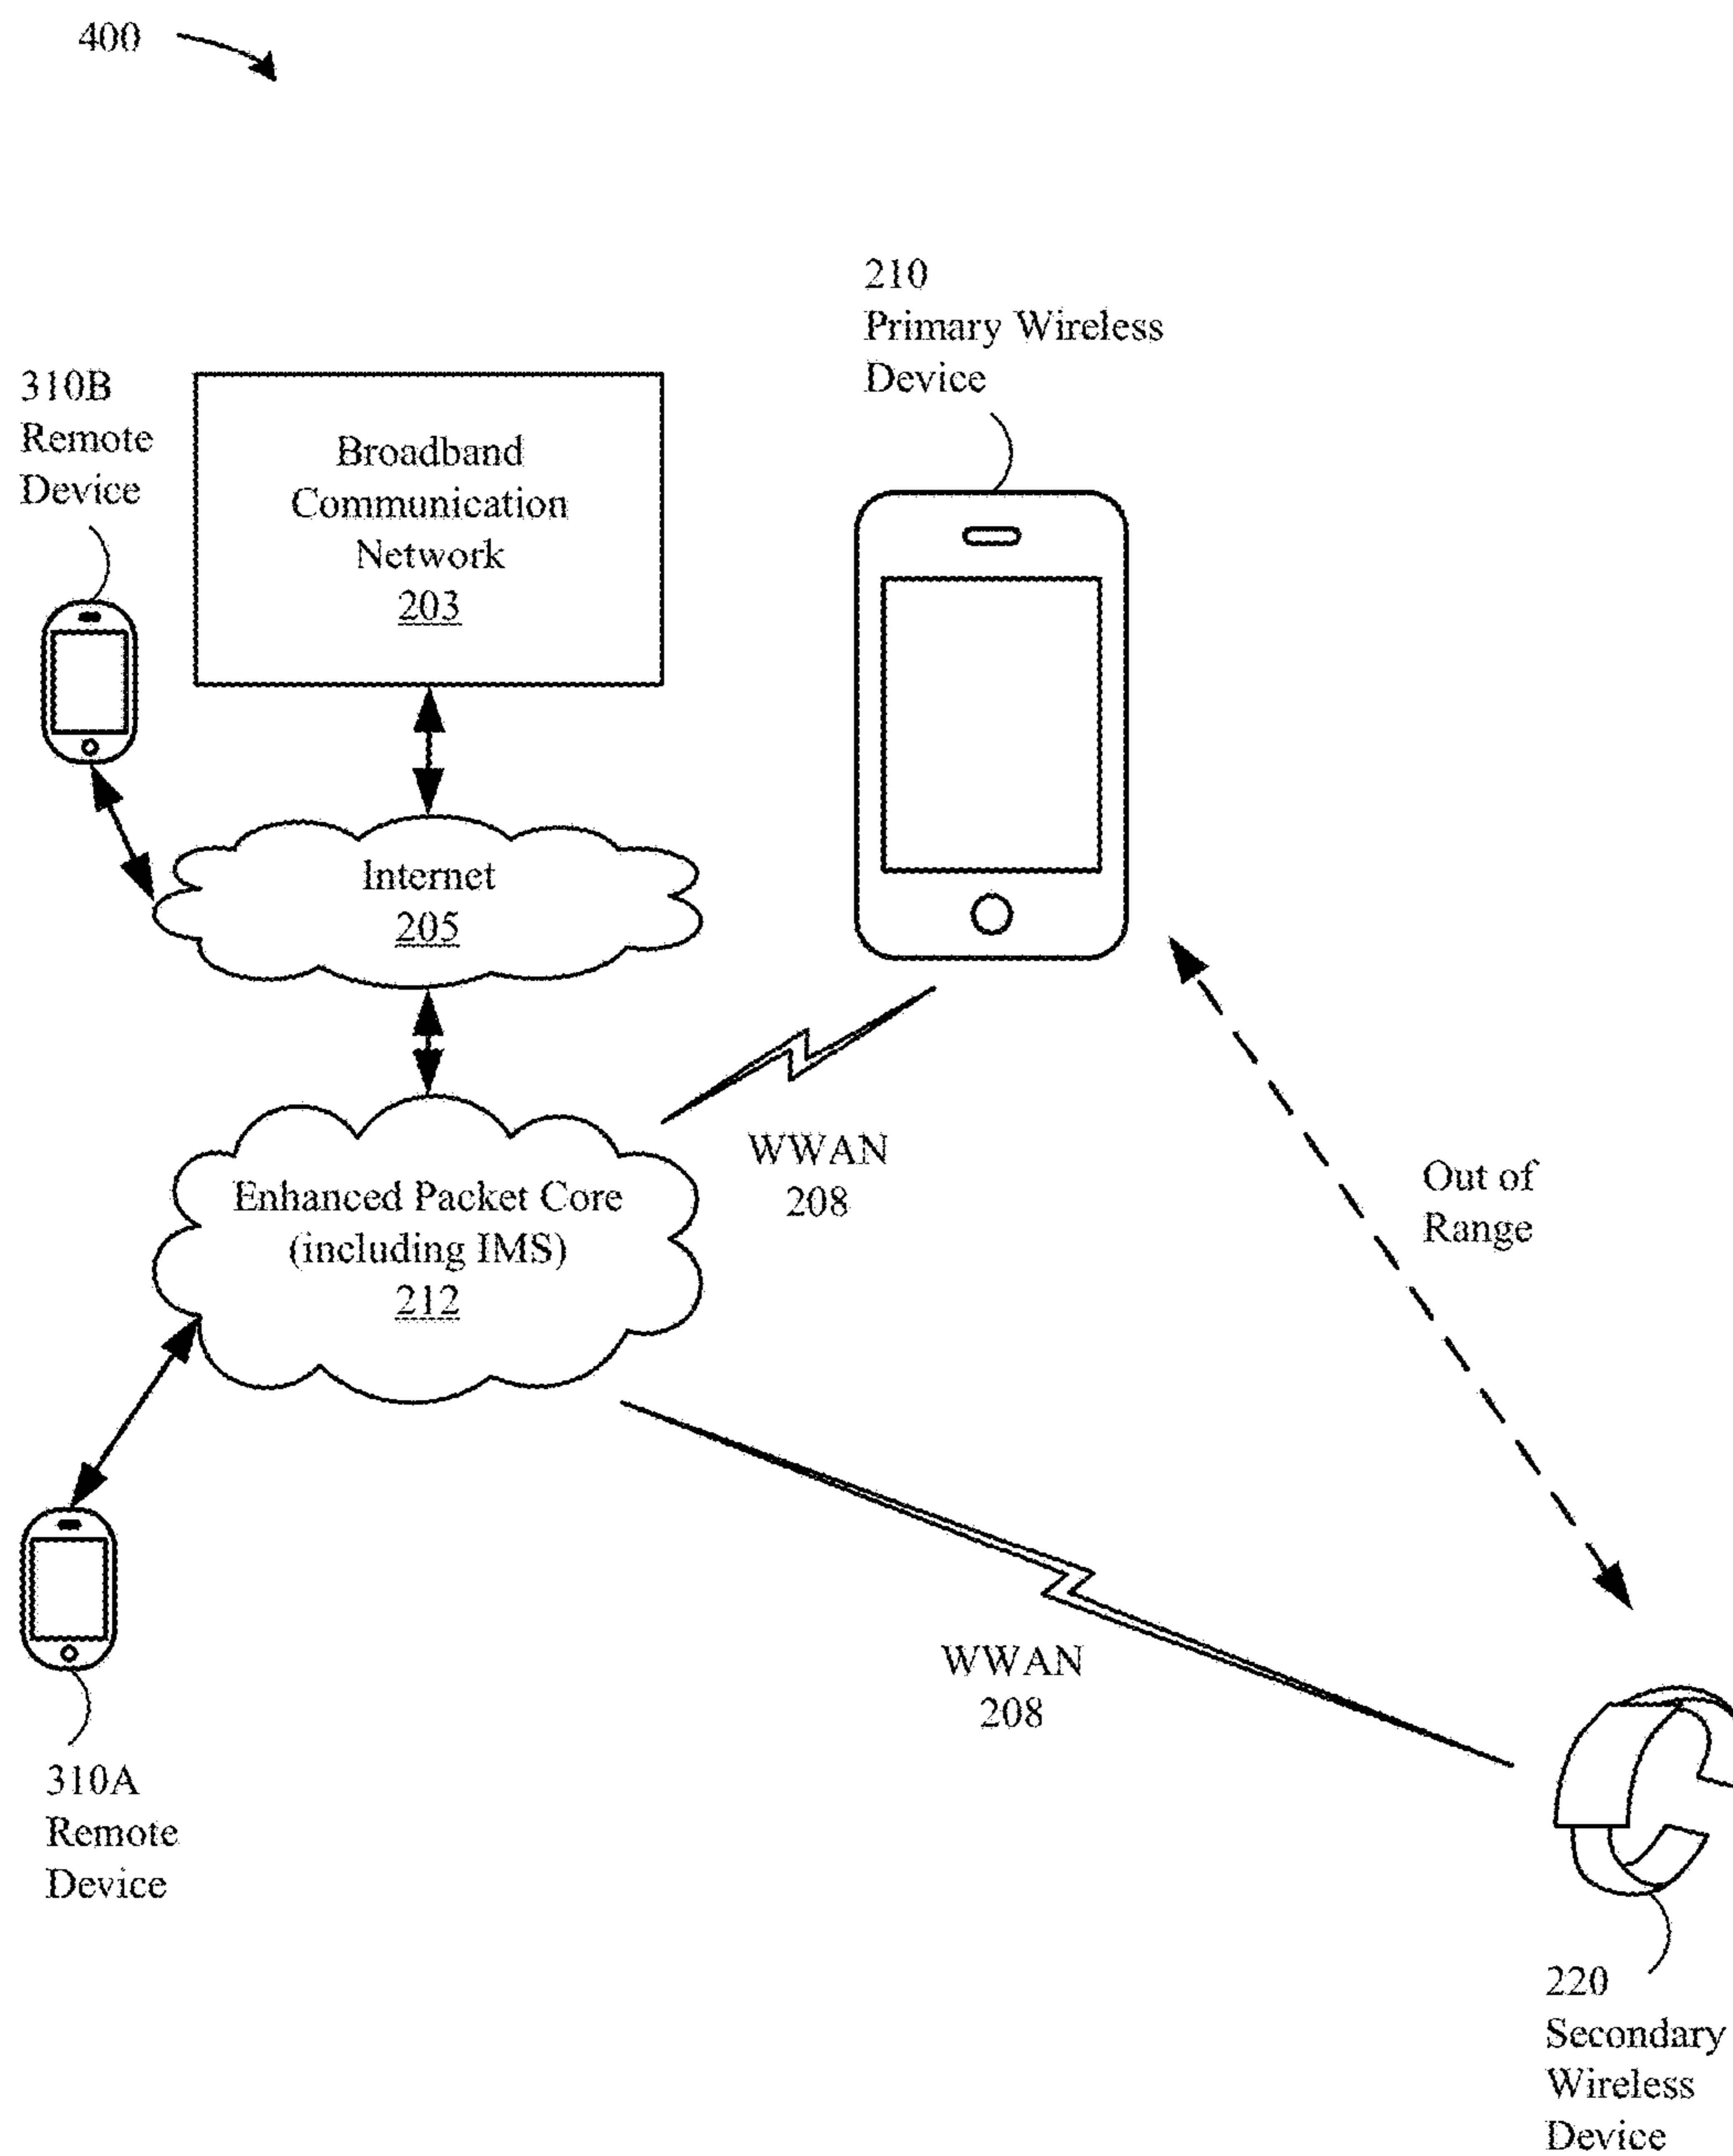 400
210
Primary Wireless
Device
310B
Remote
Device
Broadband
Communication
Network
203
Internet
205
WWAN
208
Enhanced Packet Core
(including IMS)
212
Out of
Range
WWAN
208
310A
Remote
Device
220
Secondary
Wireless
Device